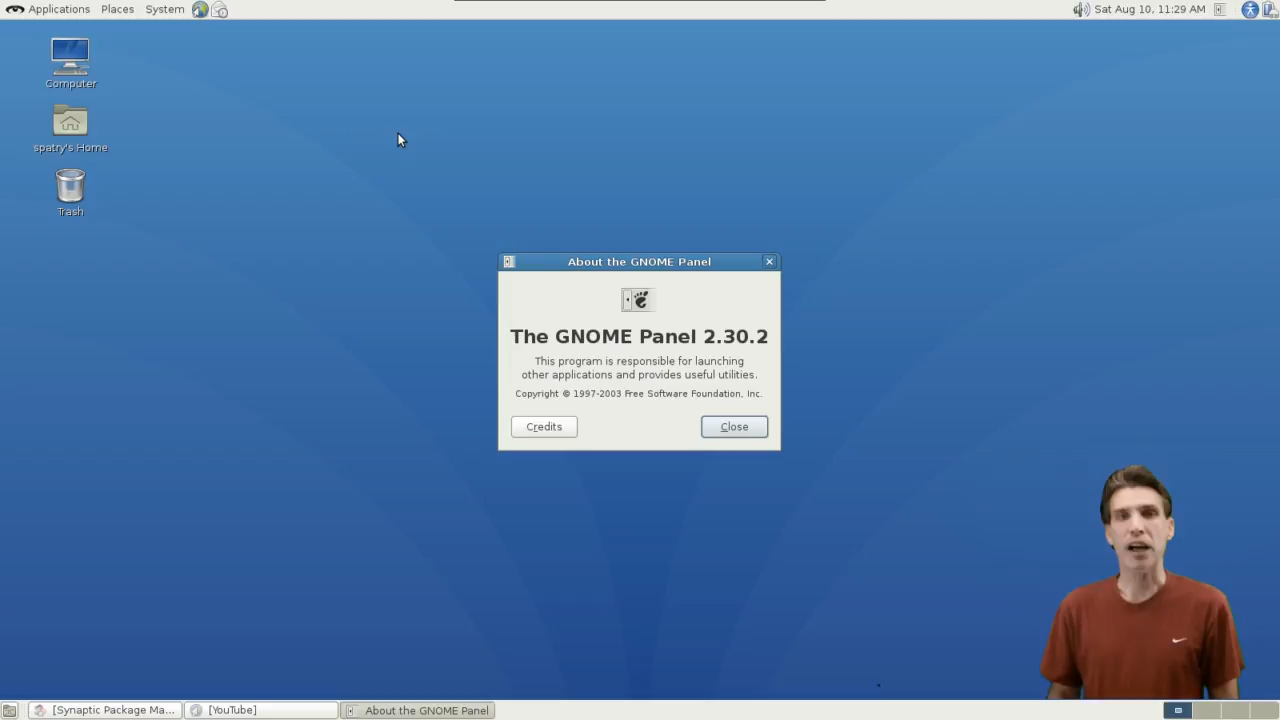 Applications Places System
Sat Aug 10, 11:29 AM
Computer
spatry's Home
Trash
About the GNOME Panel
The GNOME Panel 2.30.2
This program is responsible for launching
other applications and provides useful utilities.
Copyright © 1997-2003 Free Software Foundation, Inc.
Credits
Close
[Synaptic Package Ma...
[YouTube]
About the GNOME Panel